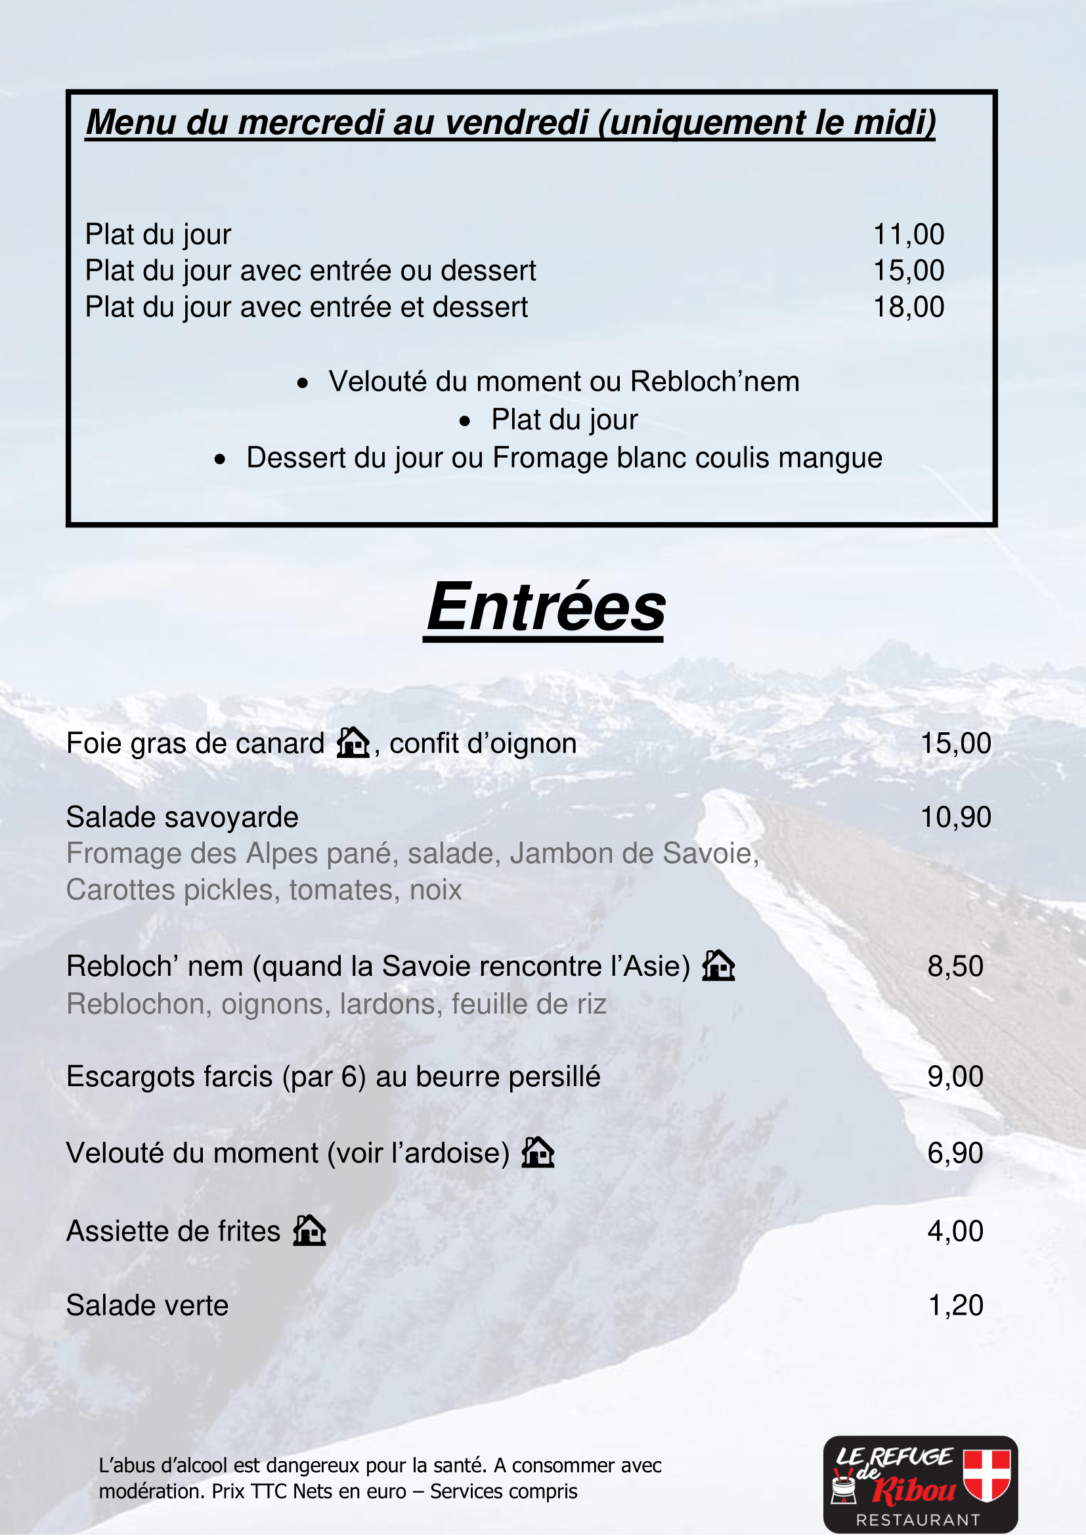 Menu du mercredi au vendredi (uniquement le midi)
Plat du jour 11,00
Plat du jour avec entrée ou dessert 15,00
Plat du jour avec entrée et dessert 18,00
• Velouté du moment ou Rebloch’nem
• Plat du jour
• Dessert du jour ou Fromage blanc coulis mangue
Entrées
Foie gras de canard , confit d’oignon 15,00
Salade savoyarde 10,90
Fromage des Alpes pané, salade, Jambon de Savoie,
Carottes pickles, tomates, noix
Rebloch’ nem (quand la Savoie rencontre l’Asie) 8,50
Reblochon, oignons, lardons, feuille de riz
Escargots farcis (par 6) au beurre persillé 9,00
Velouté du moment (voir l’ardoise) 6,90
Assiette de frites 4,00
Salade verte 1,20
L’abus d’alcool est dangereux pour la santé. A consommer avec
modération. Prix TTC Nets en euro – Services compris
LE REFUGE
de
Ribou
RESTAURANT